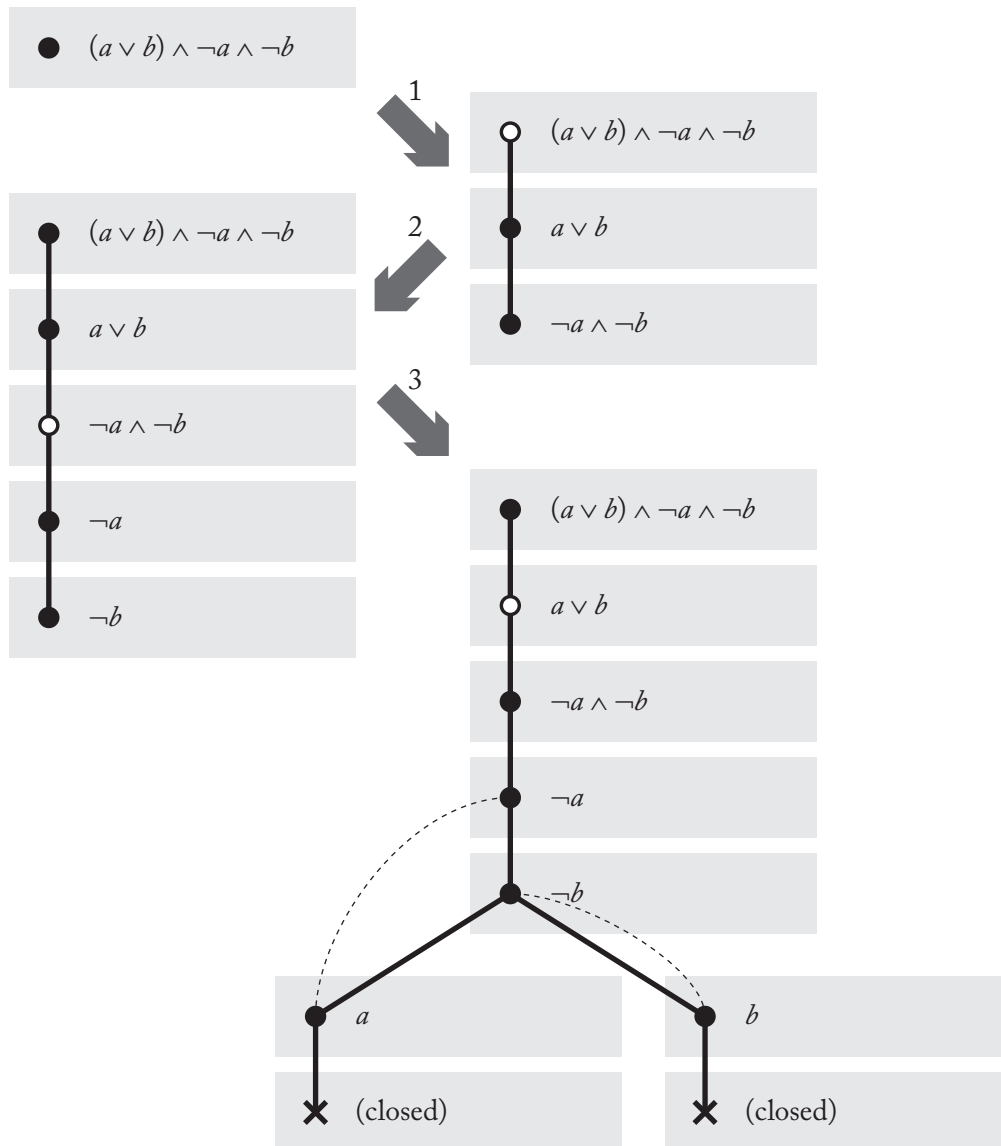 (a ∨ b) ∧ ¬a ∧ ¬b
1
(a ∨ b) ∧ ¬a ∧ ¬b
a ∨ b
¬a ∧ ¬b
2
(a ∨ b) ∧ ¬a ∧ ¬b
a ∨ b
¬a ∧ ¬b
¬a
¬b
3
(a ∨ b) ∧ ¬a ∧ ¬b
a ∨ b
¬a ∧ ¬b
¬a
¬b
a
b
(closed)
(closed)